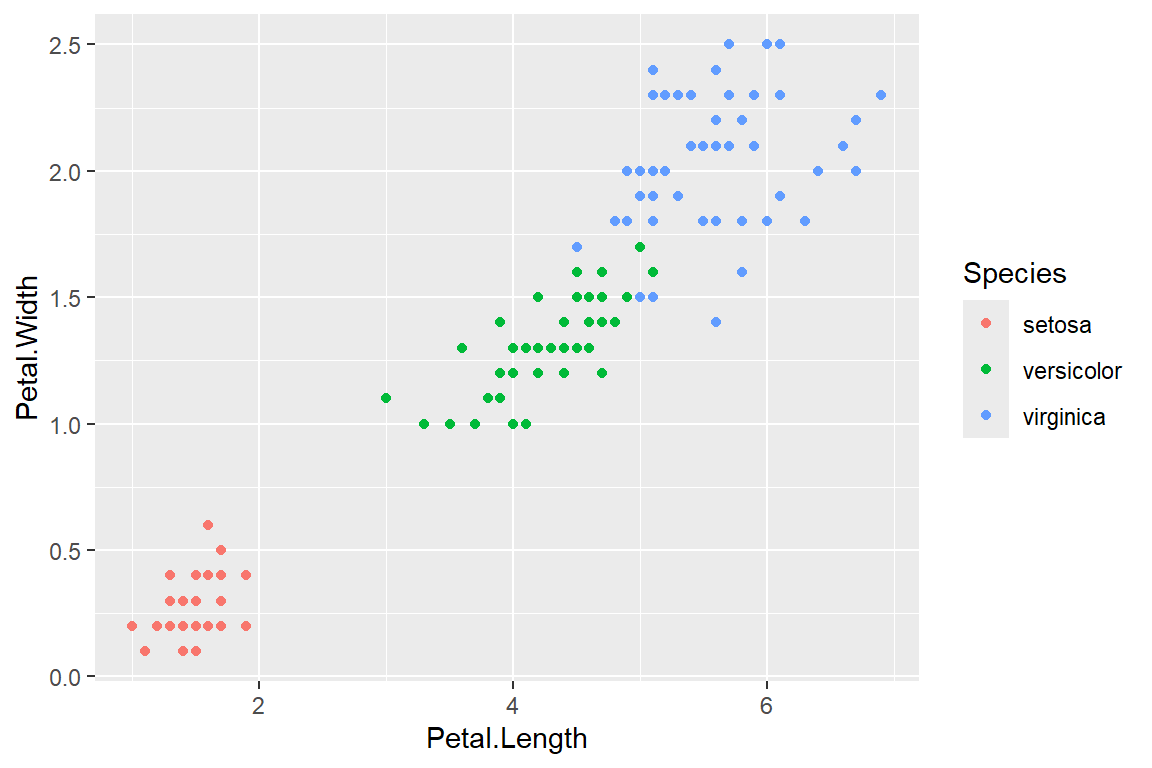 2.5
2.0
1.5
1.0
0.5
0.0
Petal.Width
2 4 6
Petal.Length
Species
setosa
versicolor
virginica